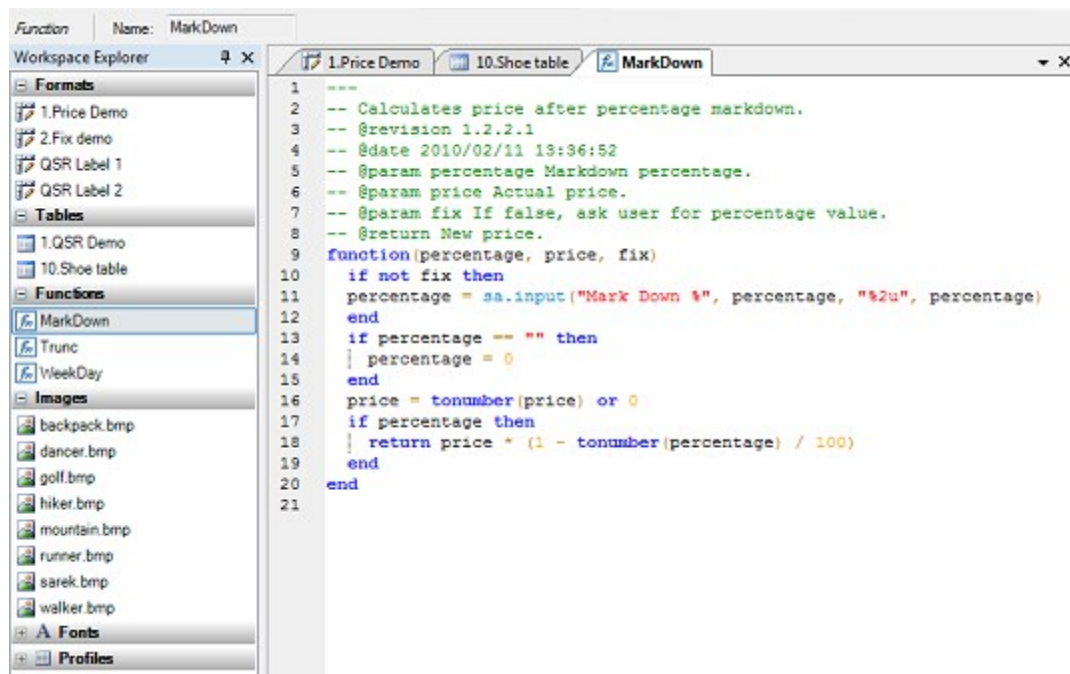 Function Name: MarkDown
Workspace Explorer
Formats
1.Price Demo
2.Fix demo
QSR Label 1
QSR Label 2
Tables
1.QSR Demo
10.Shoe table
Functions
MarkDown
Trunc
WeekDay
Images
backpack.bmp
dancer.bmp
golf.bmp
hiker.bmp
mountain.bmp
runner.bmp
sarek.bmp
walker.bmp
A Fonts
Profiles
1.Price Demo 10.Shoe table MarkDown
1 ---
2 -- Calculates price after percentage markdown.
3 -- @revision 1.2.2.1
4 -- @date 2010/02/11 13:36:52
5 -- @param percentage Markdown percentage.
6 -- @param price Actual price.
7 -- @param fix If false, ask user for percentage value.
8 -- @return New price.
9 function(percentage, price, fix)
10 if not fix then
11 percentage = sa.input("Mark Down %", percentage, "%2u", percentage)
12 end
13 if percentage == "" then
14 percentage = 0
15 end
16 price = tonumber(price) or 0
17 if percentage then
18 return price * (1 - tonumber(percentage) / 100)
19 end
20 end
21